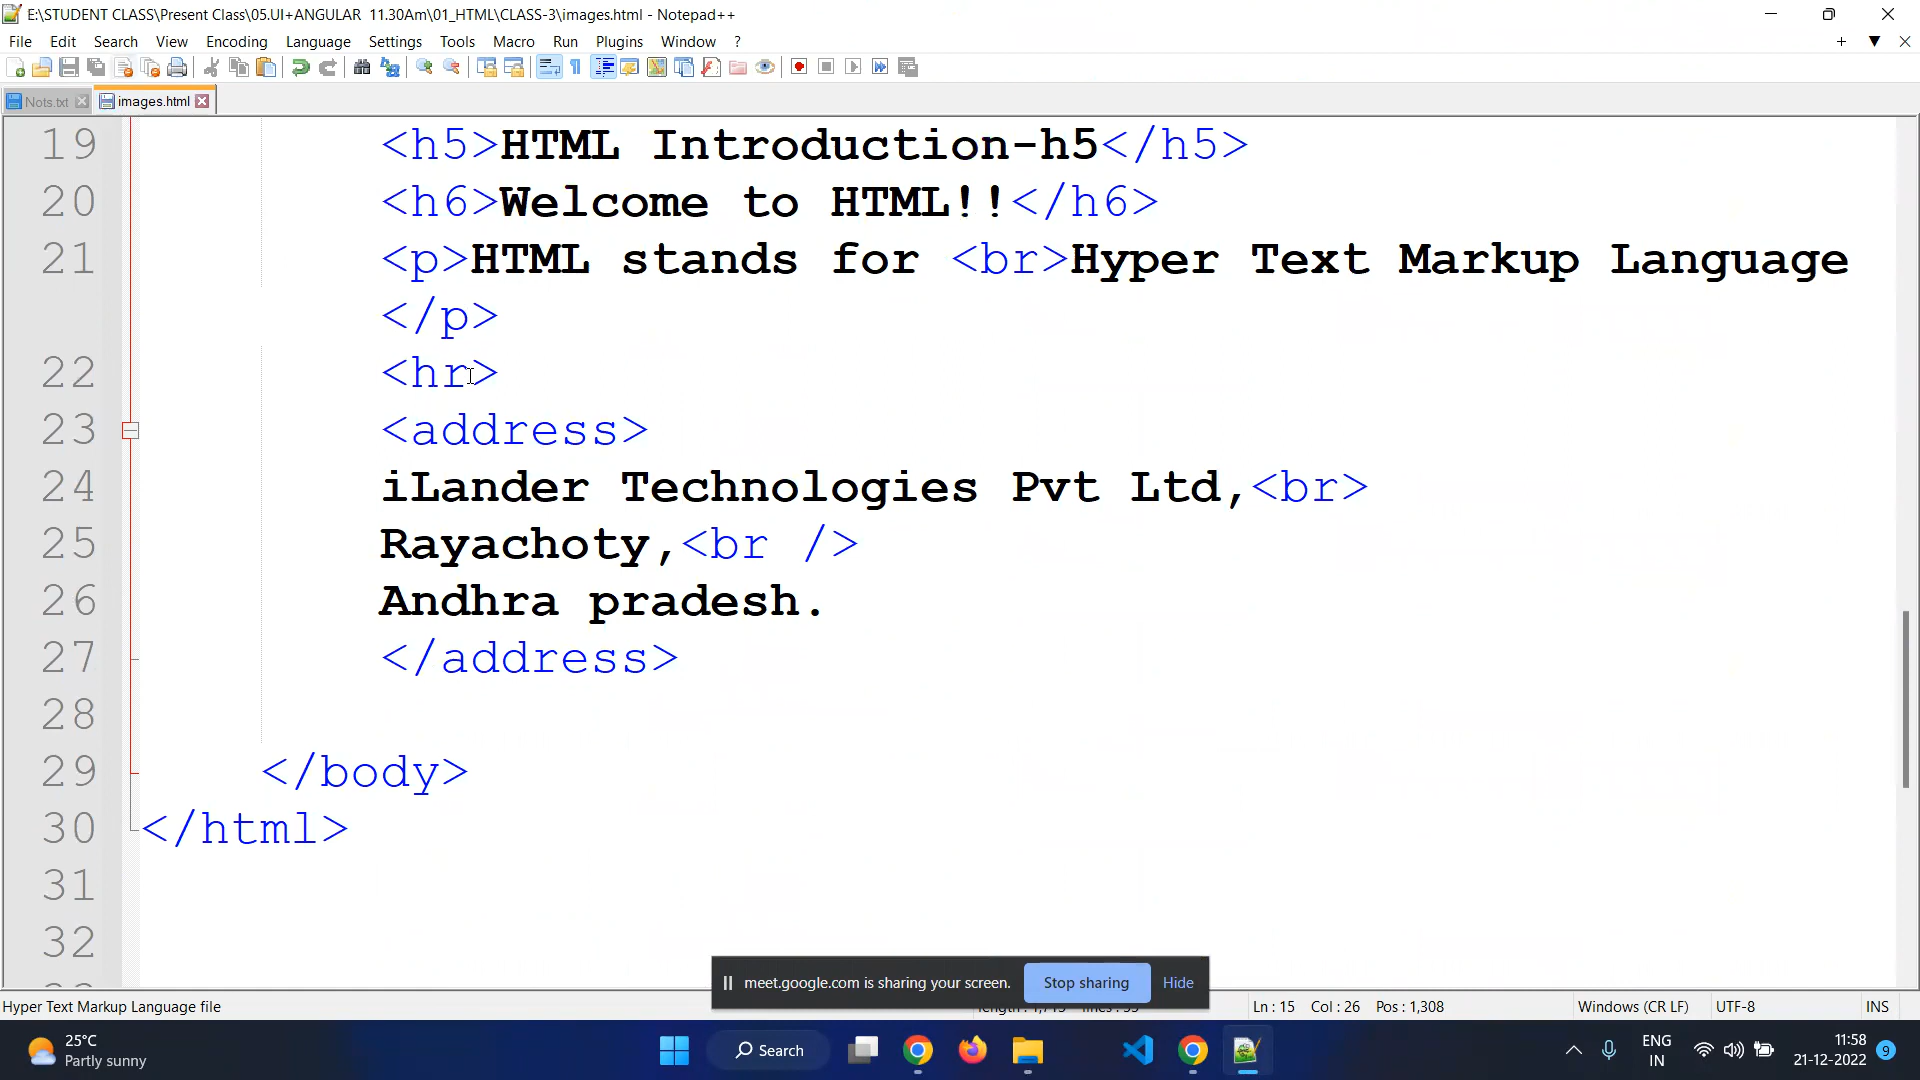 E:\STUDENT CLASS\Present Class\05.UI+ANGULAR  11.30Am\01_HTML\CLASS-3\images.html - Notepad++
File Edit Search View Encoding Language Settings Tools Macro Run Plugins Window ?
Nots.txt images.html
19 <h5>HTML Introduction-h5</h5>
20 <h6>Welcome to HTML!!</h6>
21 <p>HTML stands for <br>Hyper Text Markup Language
</p>
22 <hr>
23 <address>
24 iLander Technologies Pvt Ltd,<br>
25 Rayachoty,<br />
26 Andhra pradesh.
27 </address>
28
29 </body>
30 </html>
31
32
meet.google.com is sharing your screen. Stop sharing Hide
Hyper Text Markup Language file Ln : 15 Col : 26 Pos : 1,308 Windows (CR LF) UTF-8 INS
25°C
Partly sunny
Search
ENG
IN
11:58
21-12-2022
9